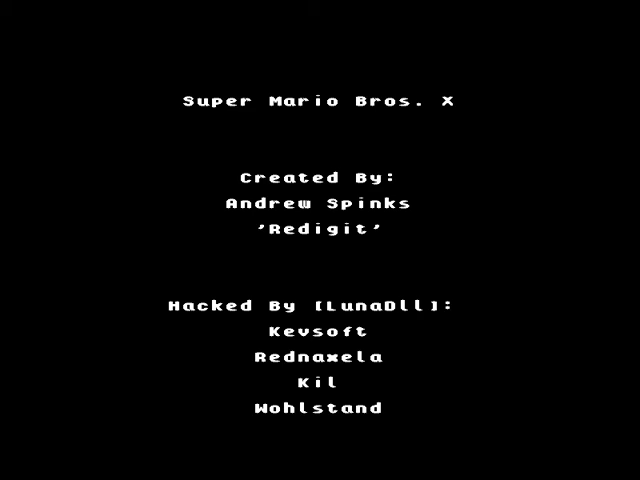 Super Mario Bros. X
Created By:
Andrew Spinks
'Redigit'
Hacked By [LunaDll]:
Kevsoft
Rednaxela
Kil
Wohlstand